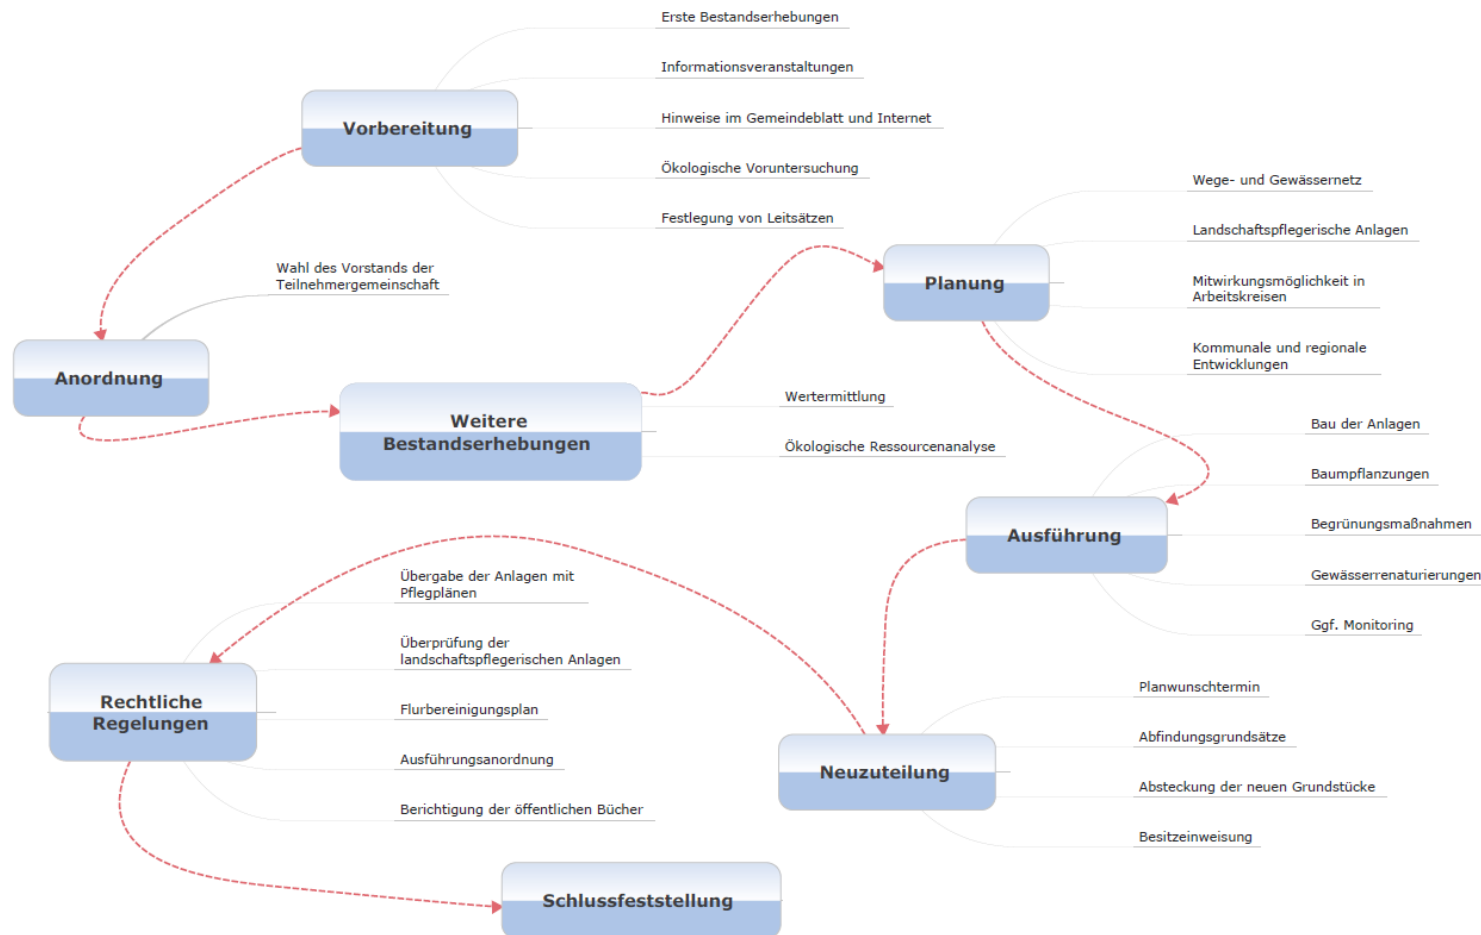 Vorbereitung
Erste Bestandserhebungen
Informationsveranstaltungen
Hinweise im Gemeindeblatt und Internet
Ökologische Voruntersuchung
Festlegung von Leitsätzen
Anordnung
Wahl des Vorstands der
Teilnehmergemeinschaft
Weitere
Bestandserhebungen
Wertermittlung
Ökologische Ressourcenanalyse
Planung
Wege- und Gewässernetz
Landschaftspflegerische Anlagen
Mitwirkungsmöglichkeit in
Arbeitskreisen
Kommunale und regionale
Entwicklungen
Ausführung
Bau der Anlagen
Baumpflanzungen
Begrünungsmaßnahmen
Gewässerrenaturierungen
Ggf. Monitoring
Neuzuteilung
Planwunschtermin
Abfindungsgrundsätze
Absteckung der neuen Grundstücke
Besitzeinweisung
Rechtliche
Regelungen
Übergabe der Anlagen mit
Pflegplänen
Überprüfung der
landschaftspflegerischen Anlagen
Flurbereinigungsplan
Ausführungsanordnung
Berichtigung der öffentlichen Bücher
Schlussfeststellung